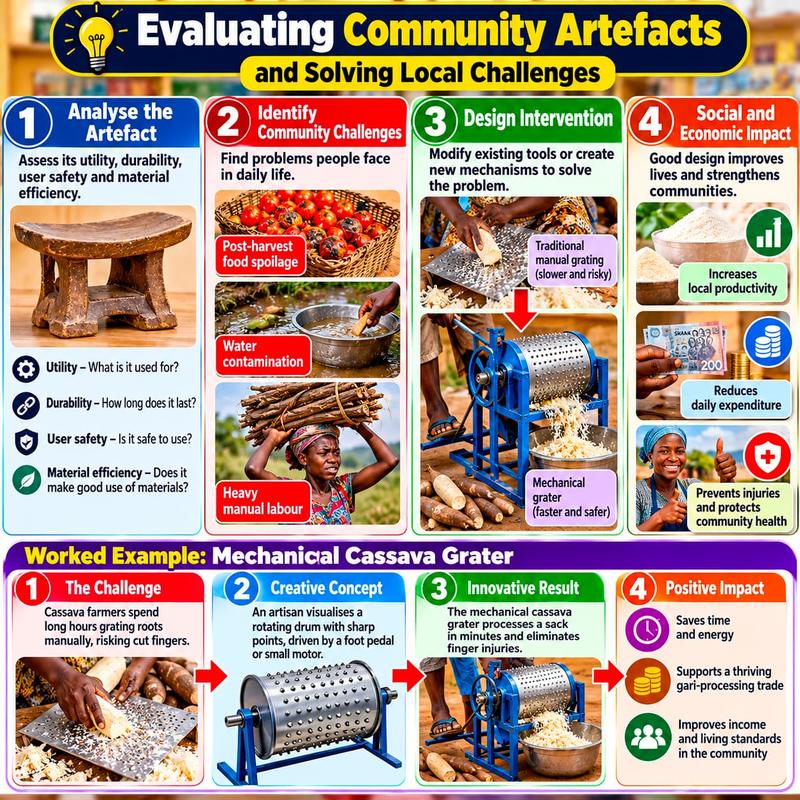 Evaluating Community Artefacts
and Solving Local Challenges
1
Analyse the
Artefact
Assess its utility, durability,
user safety and material
efficiency.
Utility – What is it used for?
Durability – How long does it last?
User safety – Is it safe to use?
Material efficiency – Does it
make good use of materials?
2
Identify
Community Challenges
Find problems people face
in daily life.
Post-harvest
food spoilage
Water
contamination
Heavy
manual labour
3
Design Intervention
Modify existing tools or create
new mechanisms to solve
the problem.
Traditional
manual grating
(slower and risky)
Mechanical
grater
(faster and safer)
4
Social and
Economic Impact
Good design improves
lives and strengthens
communities.
Increases
local productivity
200
Reduces
daily expenditure
Prevents injuries
and protects
community health
Worked Example: Mechanical Cassava Grater
1
The Challenge
Cassava farmers spend
long hours grating roots
manually, risking cut fingers.
2
Creative Concept
An artisan visualises a
rotating drum with sharp
points, driven by a foot pedal
or small motor.
3
Innovative Result
The mechanical cassava
grater processes a sack
in minutes and eliminates
finger injuries.
4
Positive Impact
Saves time
and energy
Supports a thriving
gari-processing trade
Improves income
and living standards
in the community